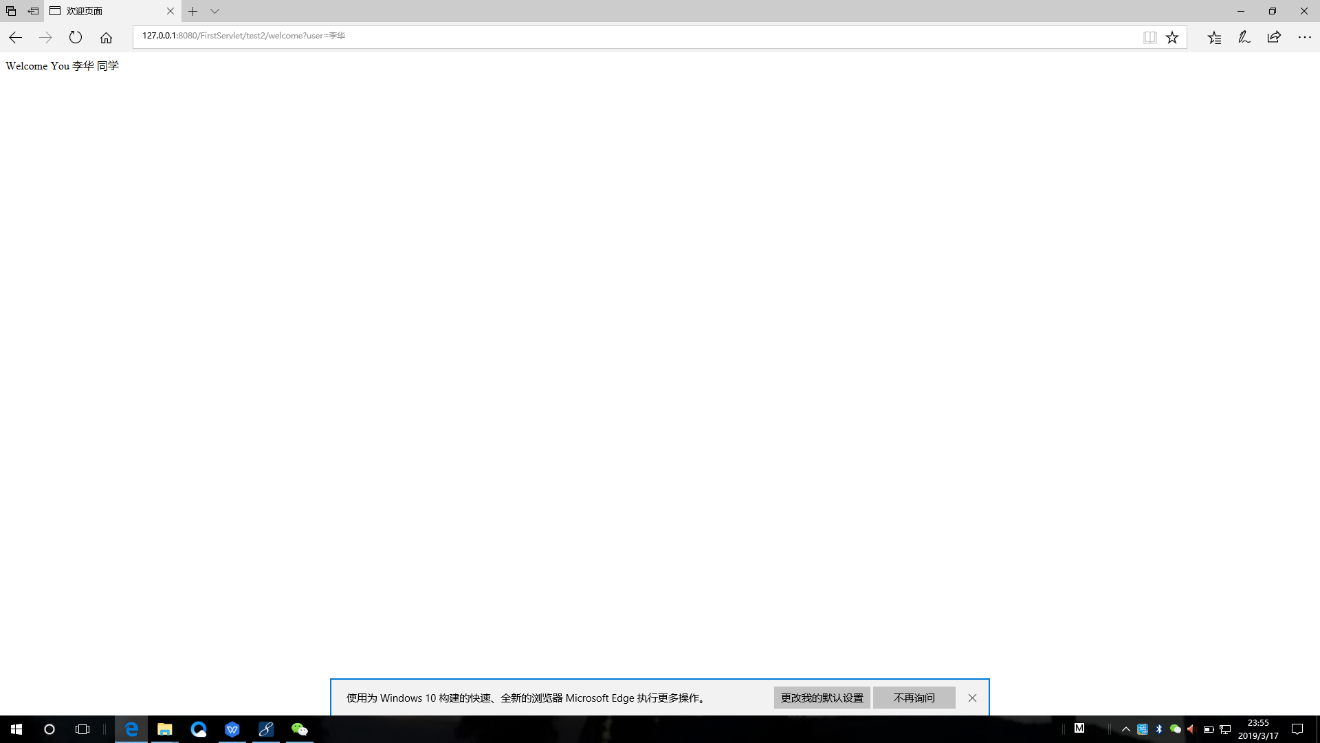 欢迎页面
127.0.0.1:8080/FirstServlet/test2/welcome?user=李华
Welcome You 李华 同学
使用为 Windows 10 构建的快速、全新的浏览器 Microsoft Edge 执行更多操作。
更改我的默认设置
不再询问
M
23:55
2019/3/17